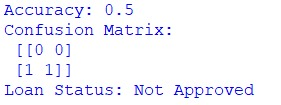 Accuracy: 0.5
Confusion Matrix:
[[0 0]
[1 1]]
Loan Status: Not Approved